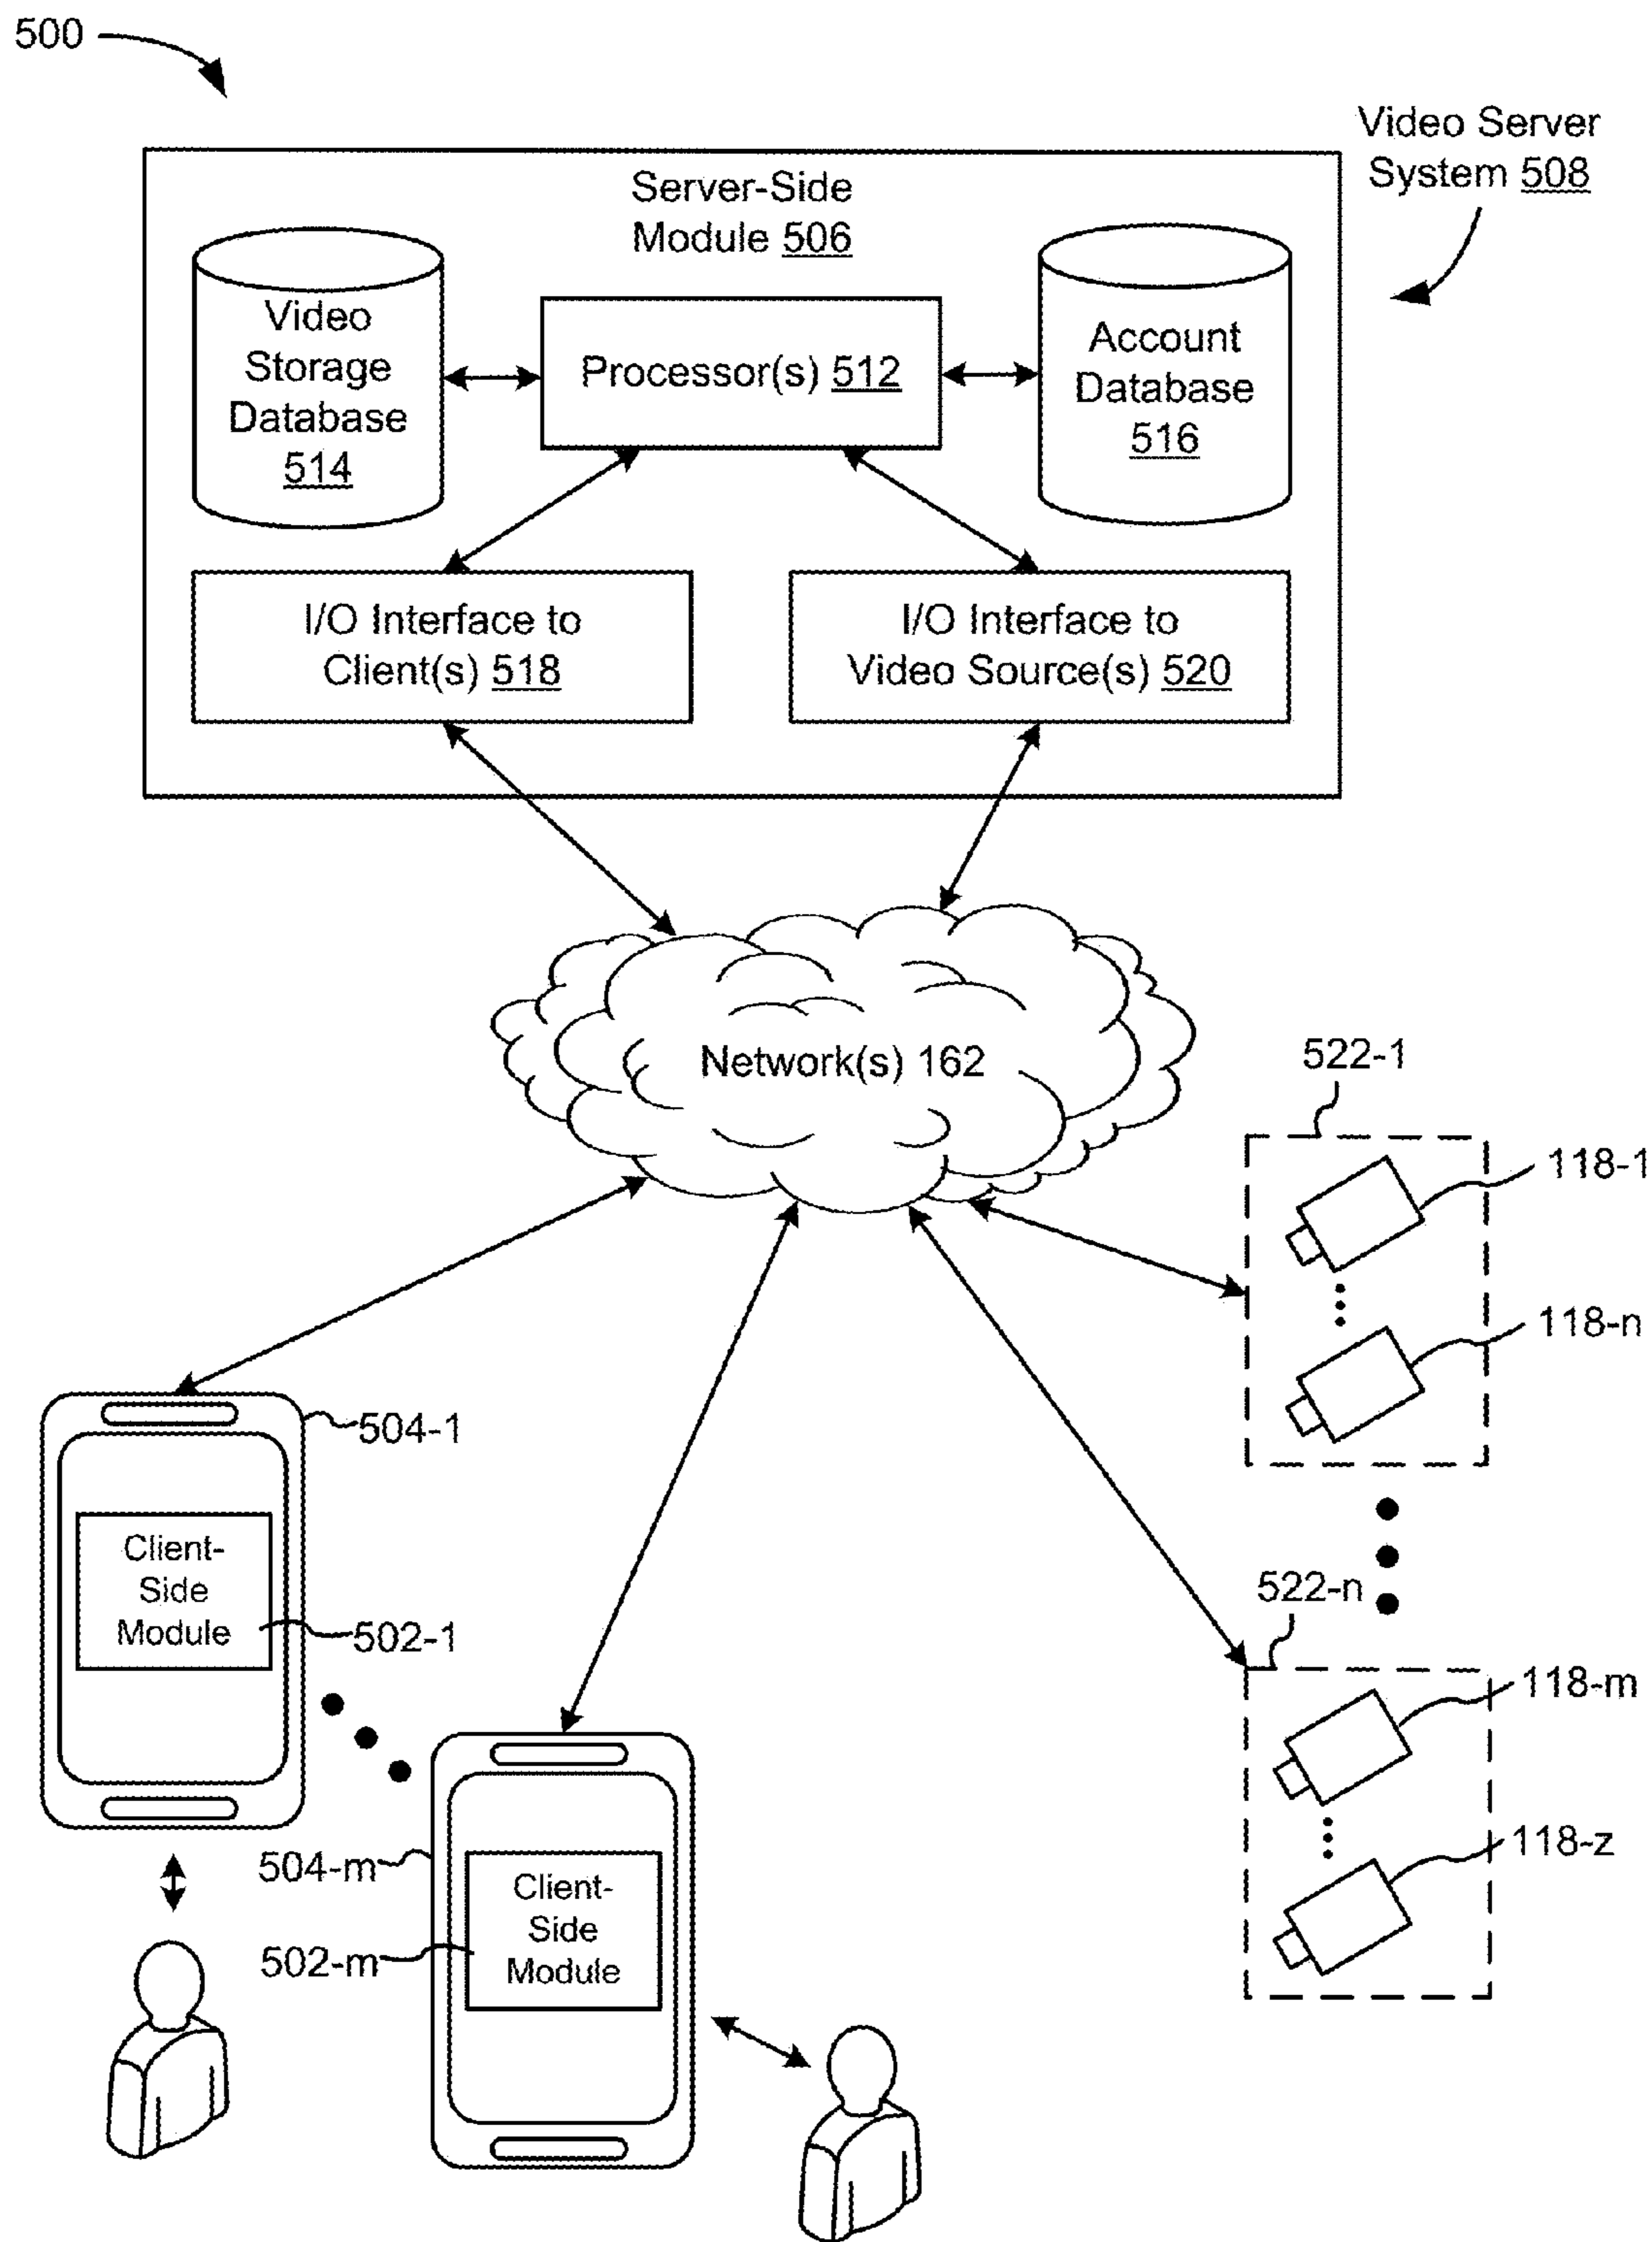 500
Video Server
System 508
Server-Side
Module 506
Video
Storage
Database
514
Processor(s) 512
Account
Database
516
I/O Interface to
Client(s) 518
I/O Interface to
Video Source(s) 520
Network(s) 162
522-1
118-1
118-n
504-1
Client-
Side
Module
502-1
522-n
118-m
118-z
504-m
Client-
Side
Module
502-m